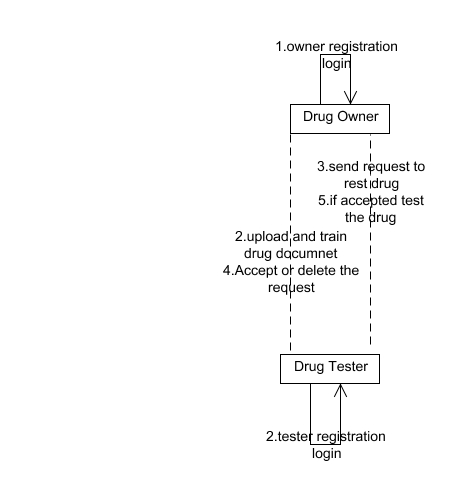 1.owner registration
login
Drug Owner
3.send request to
rest drug
5.if accepted test
the drug
2.upload and train
drug documnet
4.Accept or delete the
request
Drug Tester
2.tester registration
login